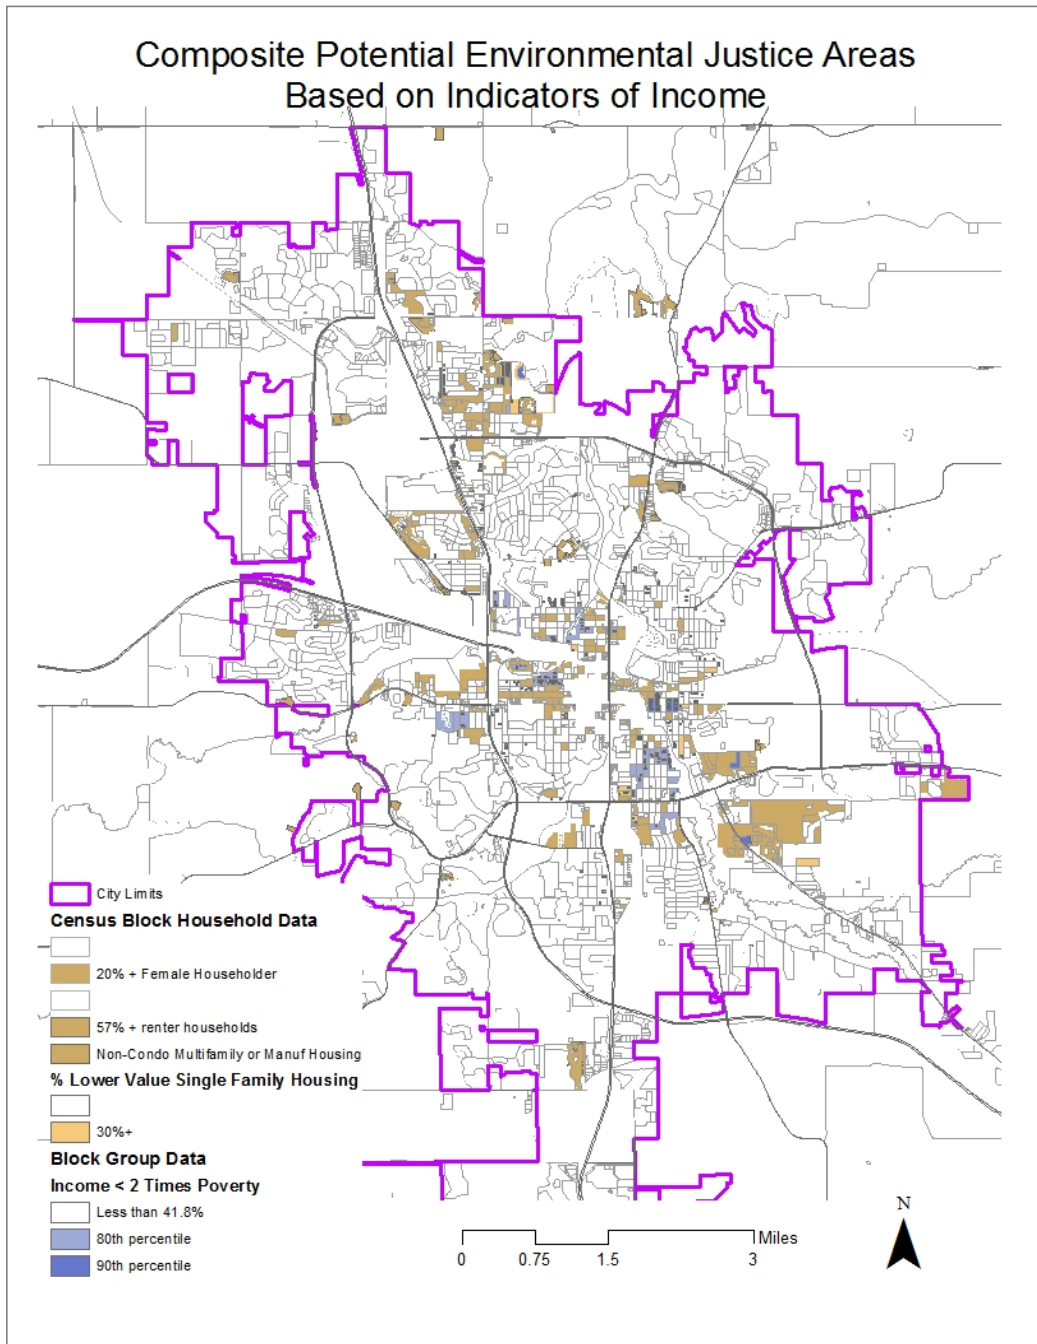 Composite Potential Environmental Justice Areas
Based on Indicators of Income
City Limits
Census Block Household Data
20% + Female Householder
57% + renter households
Non-Condo Multifamily or Manuf Housing
% Lower Value Single Family Housing
30%+
Block Group Data
Income < 2 Times Poverty
Less than 41.8%
80th percentile
90th percentile
Miles
0 0.75 1.5 3
N